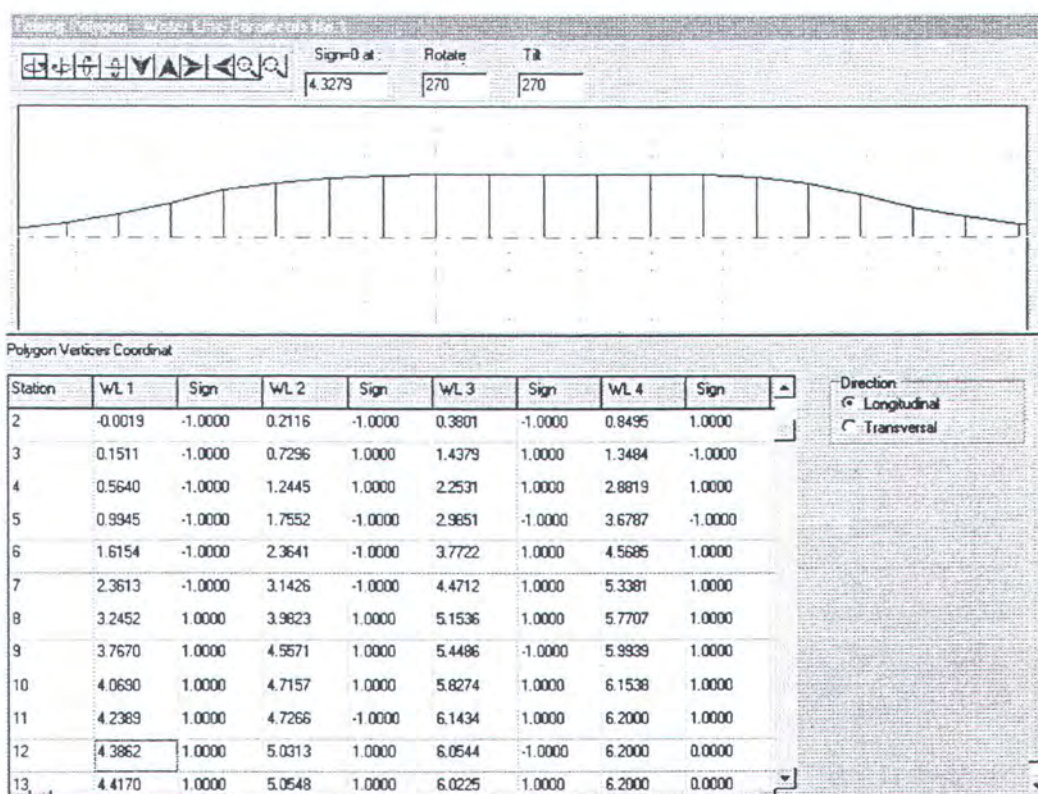 Polygon - Water Line Parameters No.1
Sign=0 at : Rotate Tilt
4.3279 270 270
Polygon Vertices Coordinat
Station WL 1 Sign WL 2 Sign WL 3 Sign WL 4 Sign
2 -0.0019 -1.0000 0.2116 -1.0000 0.3801 -1.0000 0.8495 1.0000
3 0.1511 -1.0000 0.7296 1.0000 1.4379 1.0000 1.3484 -1.0000
4 0.5640 -1.0000 1.2445 1.0000 2.2531 1.0000 2.8819 1.0000
5 0.9945 -1.0000 1.7552 -1.0000 2.9851 -1.0000 3.6787 -1.0000
6 1.6154 -1.0000 2.3641 -1.0000 3.7722 1.0000 4.5685 1.0000
7 2.3613 -1.0000 3.1426 -1.0000 4.4712 1.0000 5.3381 1.0000
8 3.2452 1.0000 3.9823 1.0000 5.1536 1.0000 5.7707 1.0000
9 3.7670 1.0000 4.5571 1.0000 5.4486 -1.0000 5.9939 1.0000
10 4.0690 1.0000 4.7157 1.0000 5.8274 1.0000 6.1538 1.0000
11 4.2389 1.0000 4.7266 -1.0000 6.1434 1.0000 6.2000 1.0000
12 4.3862 1.0000 5.0313 1.0000 6.0544 -1.0000 6.2000 0.0000
13 4.4170 1.0000 5.0548 1.0000 6.0225 1.0000 6.2000 0.0000
Direction
Longitudinal
Transversal